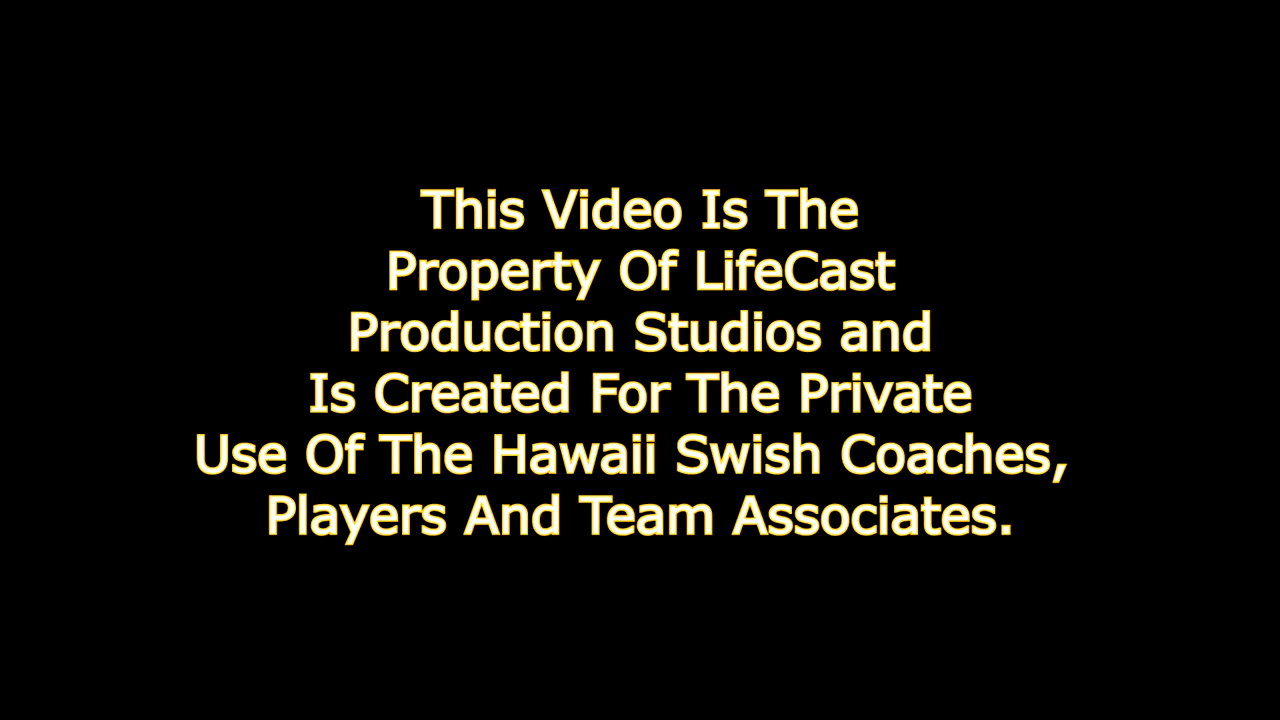 This Video Is The
Property Of LifeCast
Production Studios and
Is Created For The Private
Use Of The Hawaii Swish Coaches,
Players And Team Associates.